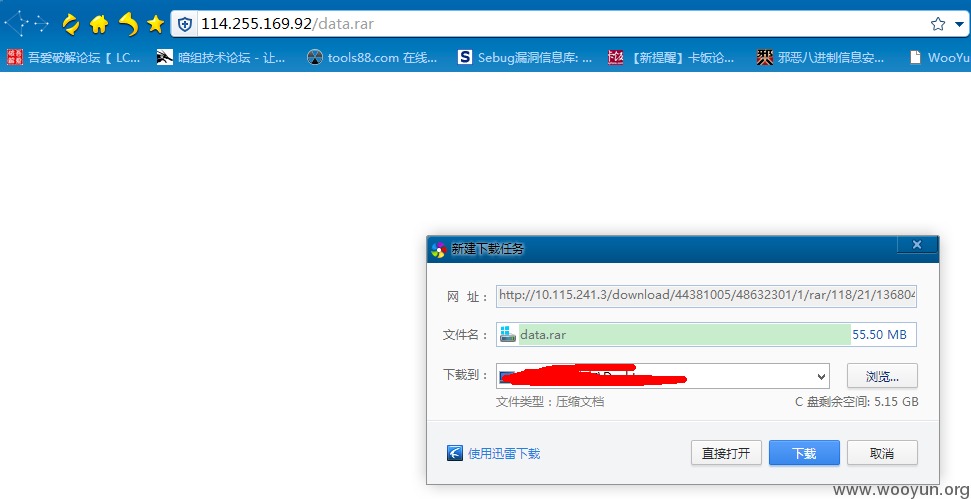 114.255.169.92/data.rar
吾爱破解论坛【 LC... 暗组技术论坛 - 让... tools88.com 在线... Sebug漏洞信息库: ... 【新提醒】卡饭论... 邪恶八进制信息安... WooYu
新建下载任务
网 址： http://10.115.241.3/download/44381005/48632301/1/rar/118/21/136804
文件名： data.rar 55.50 MB
下载到： 浏览...
文件类型：压缩文档 C 盘剩余空间: 5.15 GB
使用迅雷下载 直接打开 下载 取消
www.wooyun.org